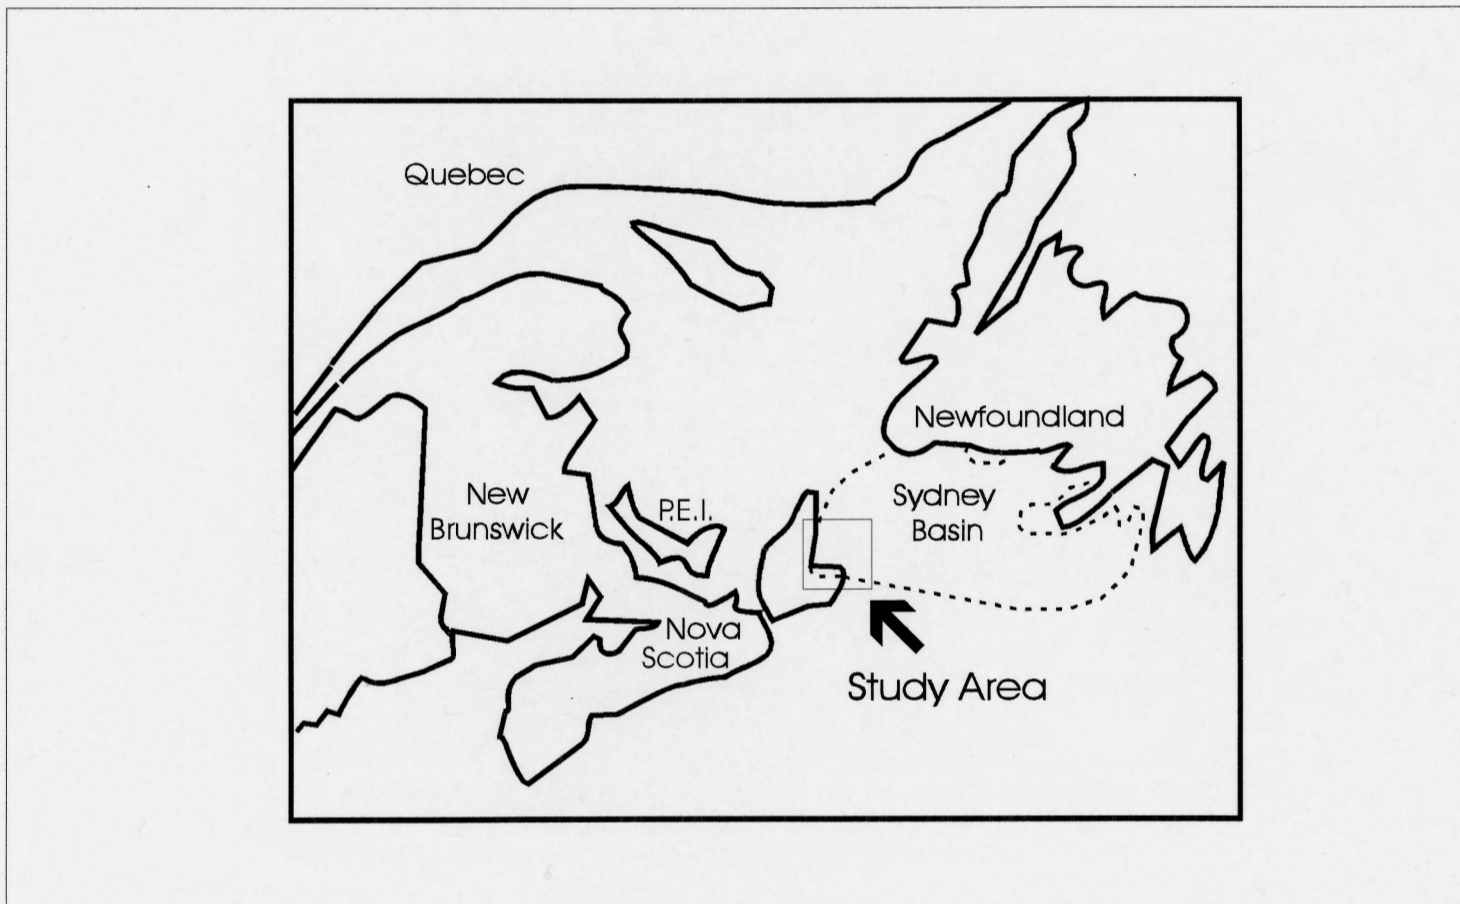 Quebec
Newfoundland
New
Brunswick
P.E.I.
Sydney
Basin
Nova
Scotia
Study Area